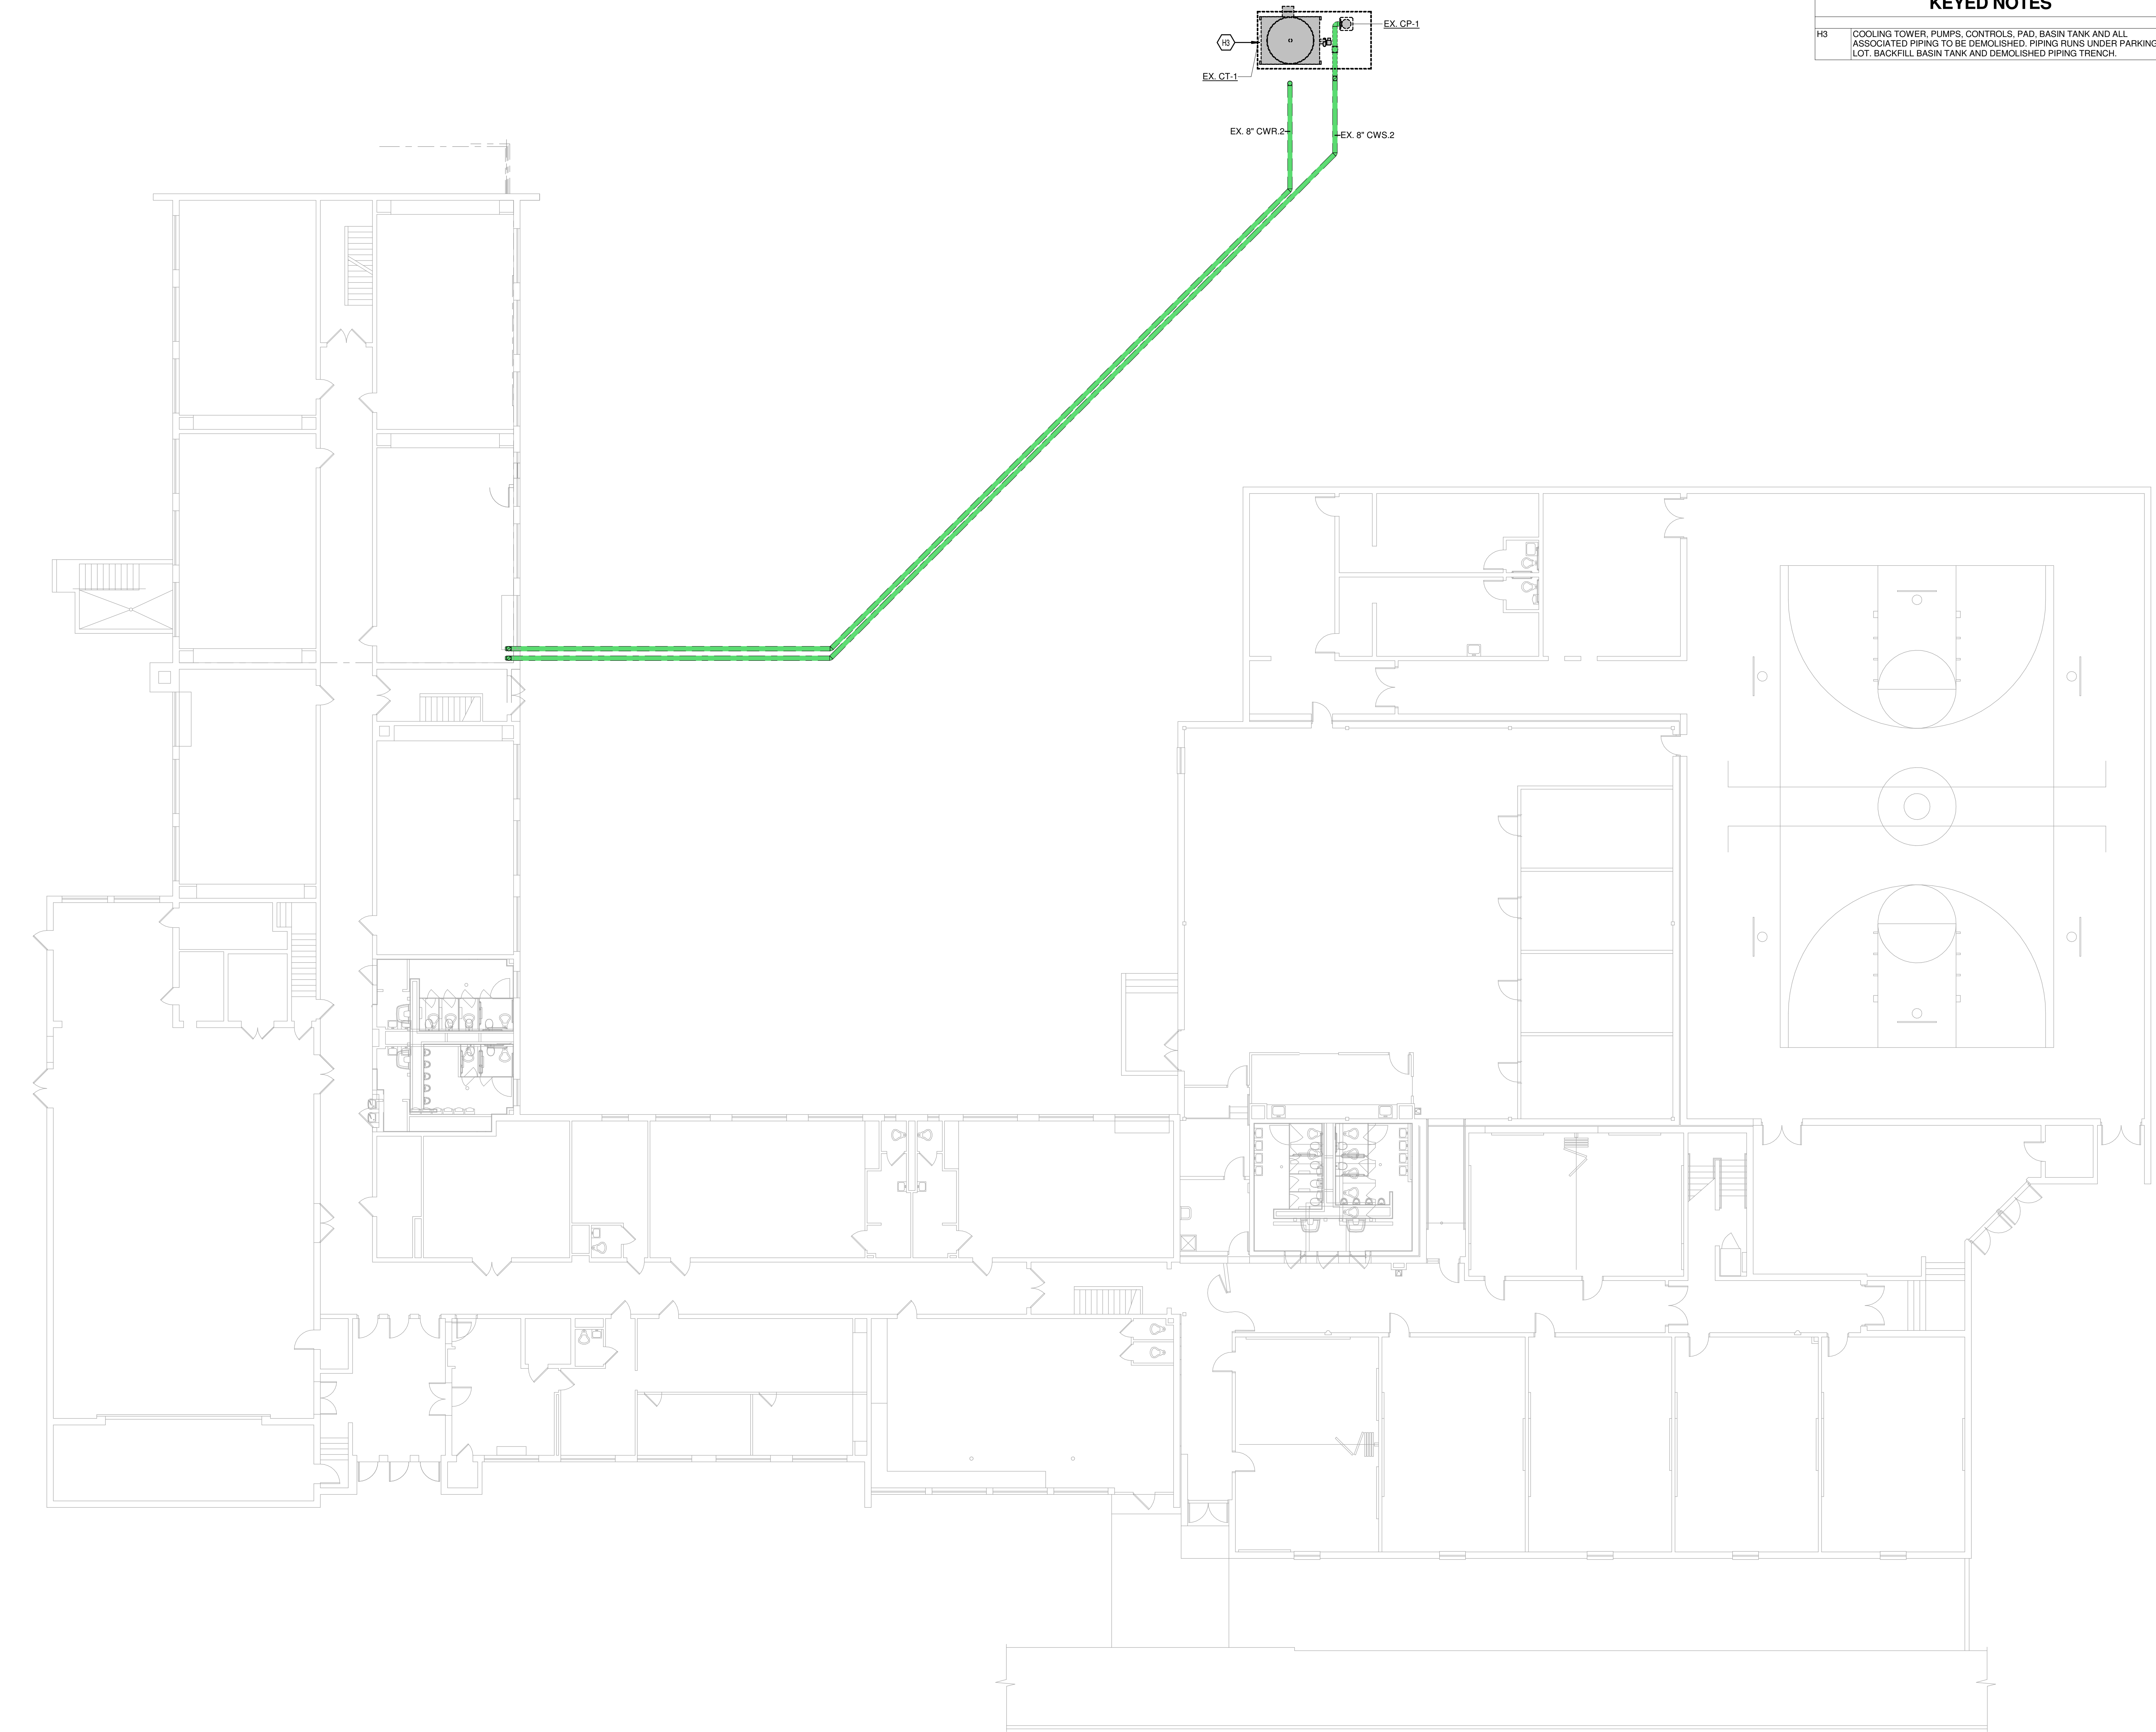 KEYED NOTES
H3 COOLING TOWER, PUMPS, CONTROLS, PAD, BASIN TANK AND ALL
ASSOCIATED PIPING TO BE DEMOLISHED. PIPING RUNS UNDER PARKING
LOT. BACKFILL BASIN TANK AND DEMOLISHED PIPING TRENCH.
EX. CP-1
H3
EX. CT-1
EX. 8" CWR.2
EX. 8" CWS.2